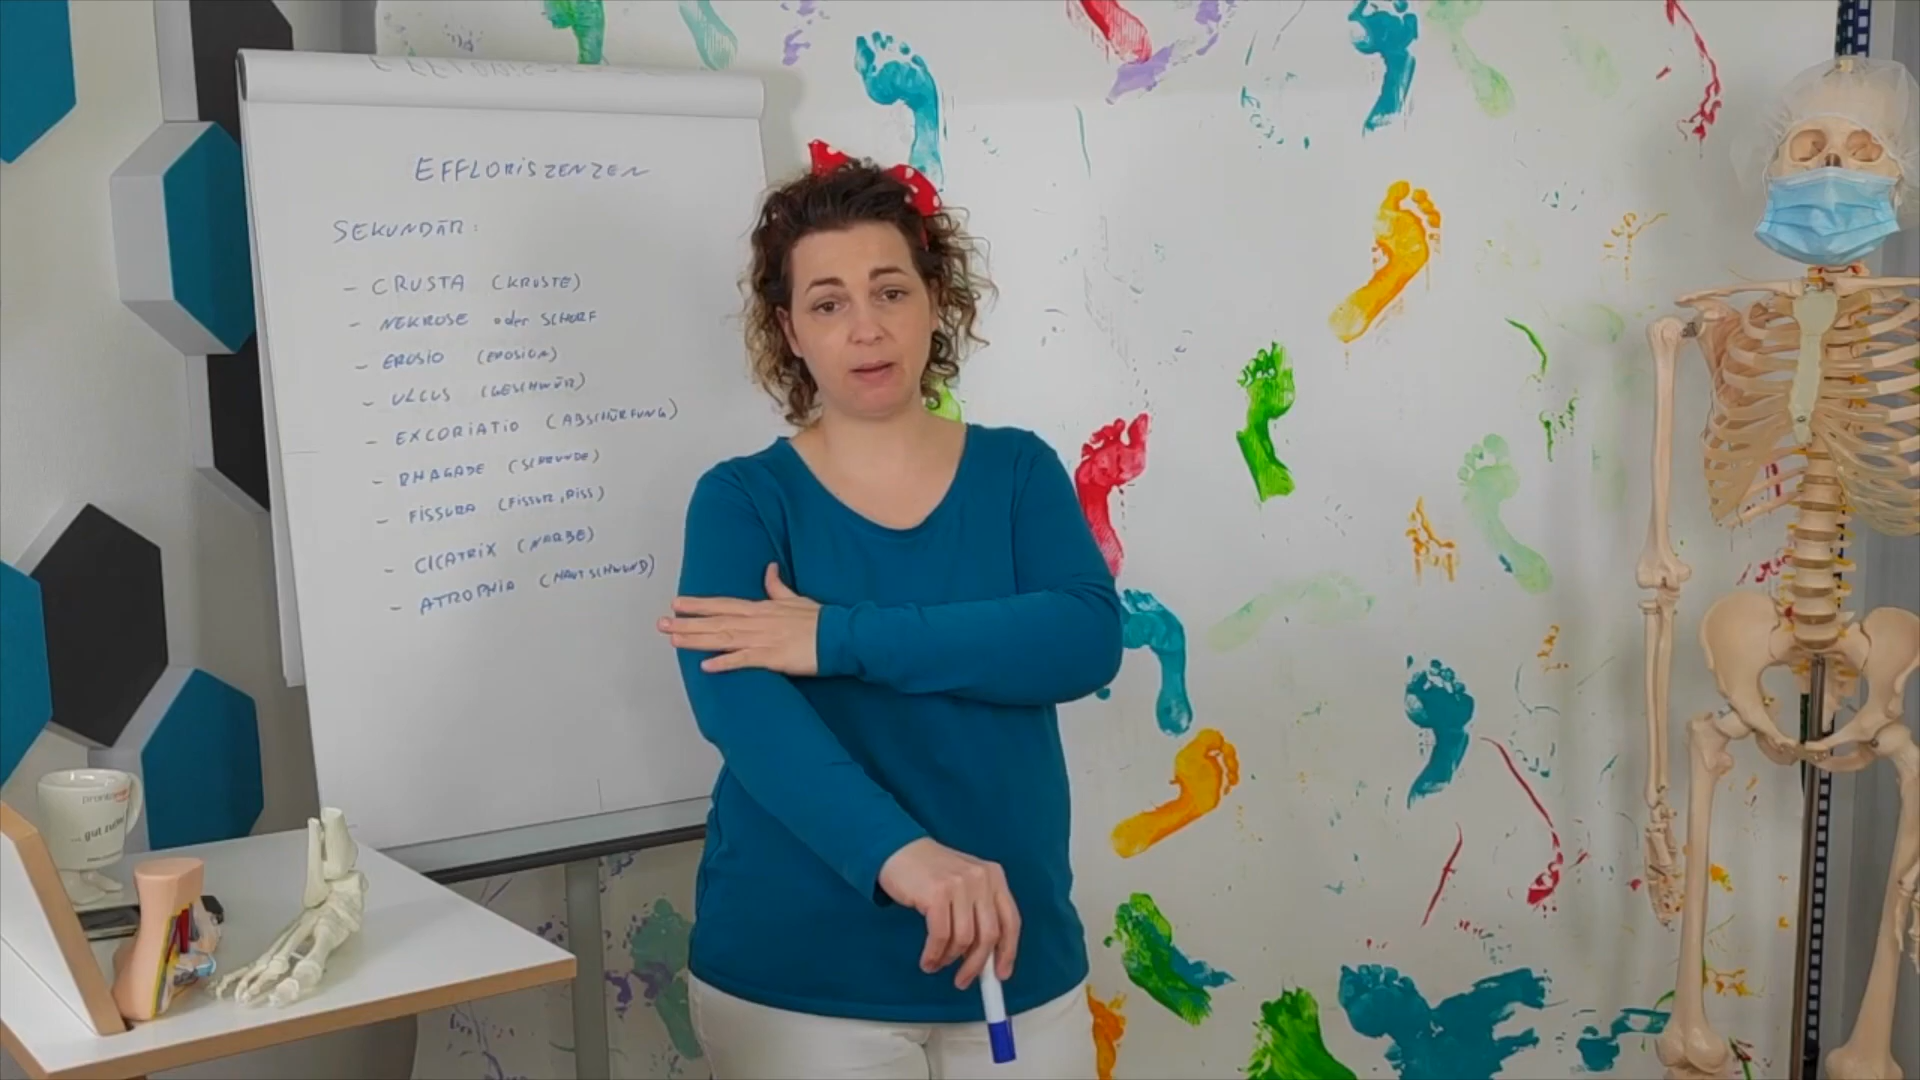 EFFLORISZENZEN
SEKUNDÄR:
- CRUSTA (KRUSTE)
- NEKROSE oder SCHORF
- EROSIO (EROSION)
- ULCUS (GESCHWÜR)
- EXCORIATIO (ABSCHÜRFUNG)
- RHAGADE (SCHRUNDE)
- FISSURA (FISSUR, RISS)
- CICATRIX (NARBE)
- ATROPHIA (HAUTSCHWUND)
gut